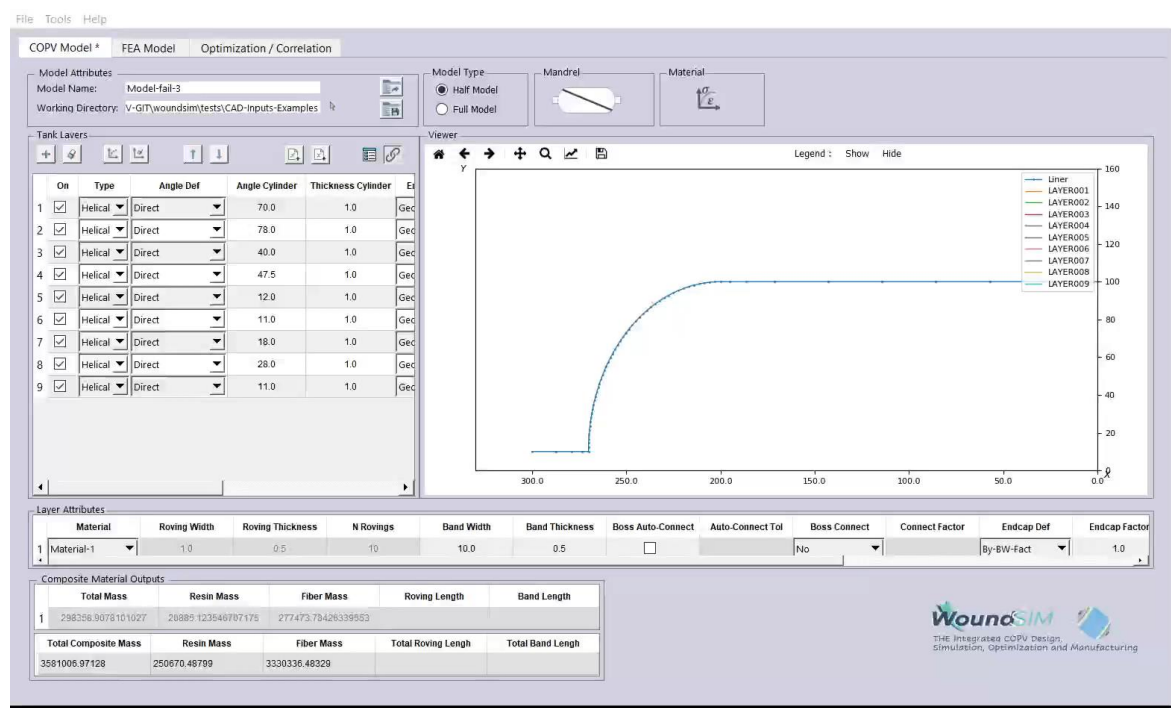 File Tools Help
COPV Model * FEA Model Optimization / Correlation
Model Attributes
Model Name: Model-fail-3
Working Directory: V-GIT\woundsim\tests\CAD-Inputs-Examples
Model Type
Half Model
Full Model
Mandrel
Material
σ
ε
Tank Layers
On Type Angle Def Angle Cylinder Thickness Cylinder
1 Helical Direct 70.0 1.0 Geo
2 Helical Direct 78.0 1.0 Geo
3 Helical Direct 40.0 1.0 Geo
4 Helical Direct 47.5 1.0 Geo
5 Helical Direct 12.0 1.0 Geo
6 Helical Direct 11.0 1.0 Geo
7 Helical Direct 18.0 1.0 Geo
8 Helical Direct 28.0 1.0 Geo
9 Helical Direct 11.0 1.0 Geo
Viewer
Legend : Show Hide
Y
Liner
LAYER001
LAYER002
LAYER003
LAYER004
LAYER005
LAYER006
LAYER007
LAYER008
LAYER009
160
140
120
100
80
60
40
20
0
X
300.0 250.0 200.0 150.0 100.0 50.0 0.0
Layer Attributes
Material Roving Width Roving Thickness N Rovings Band Width Band Thickness Boss Auto-Connect Auto-Connect Tol Boss Connect Connect Factor Endcap Def Endcap Factor
1 Material-1 1.0 0.5 10 10.0 0.5 No By-BW-Fact 1.0
Composite Material Outputs
Total Mass Resin Mass Fiber Mass Roving Length Band Length
1
Total Composite Mass Resin Mass Fiber Mass Total Roving Lengh Total Band Lengh
3581006.97128 250670.48799 3330336.48329
WoundSIM
THE Integrated COPV Design,
Simulation, Optimization and Manufacturing